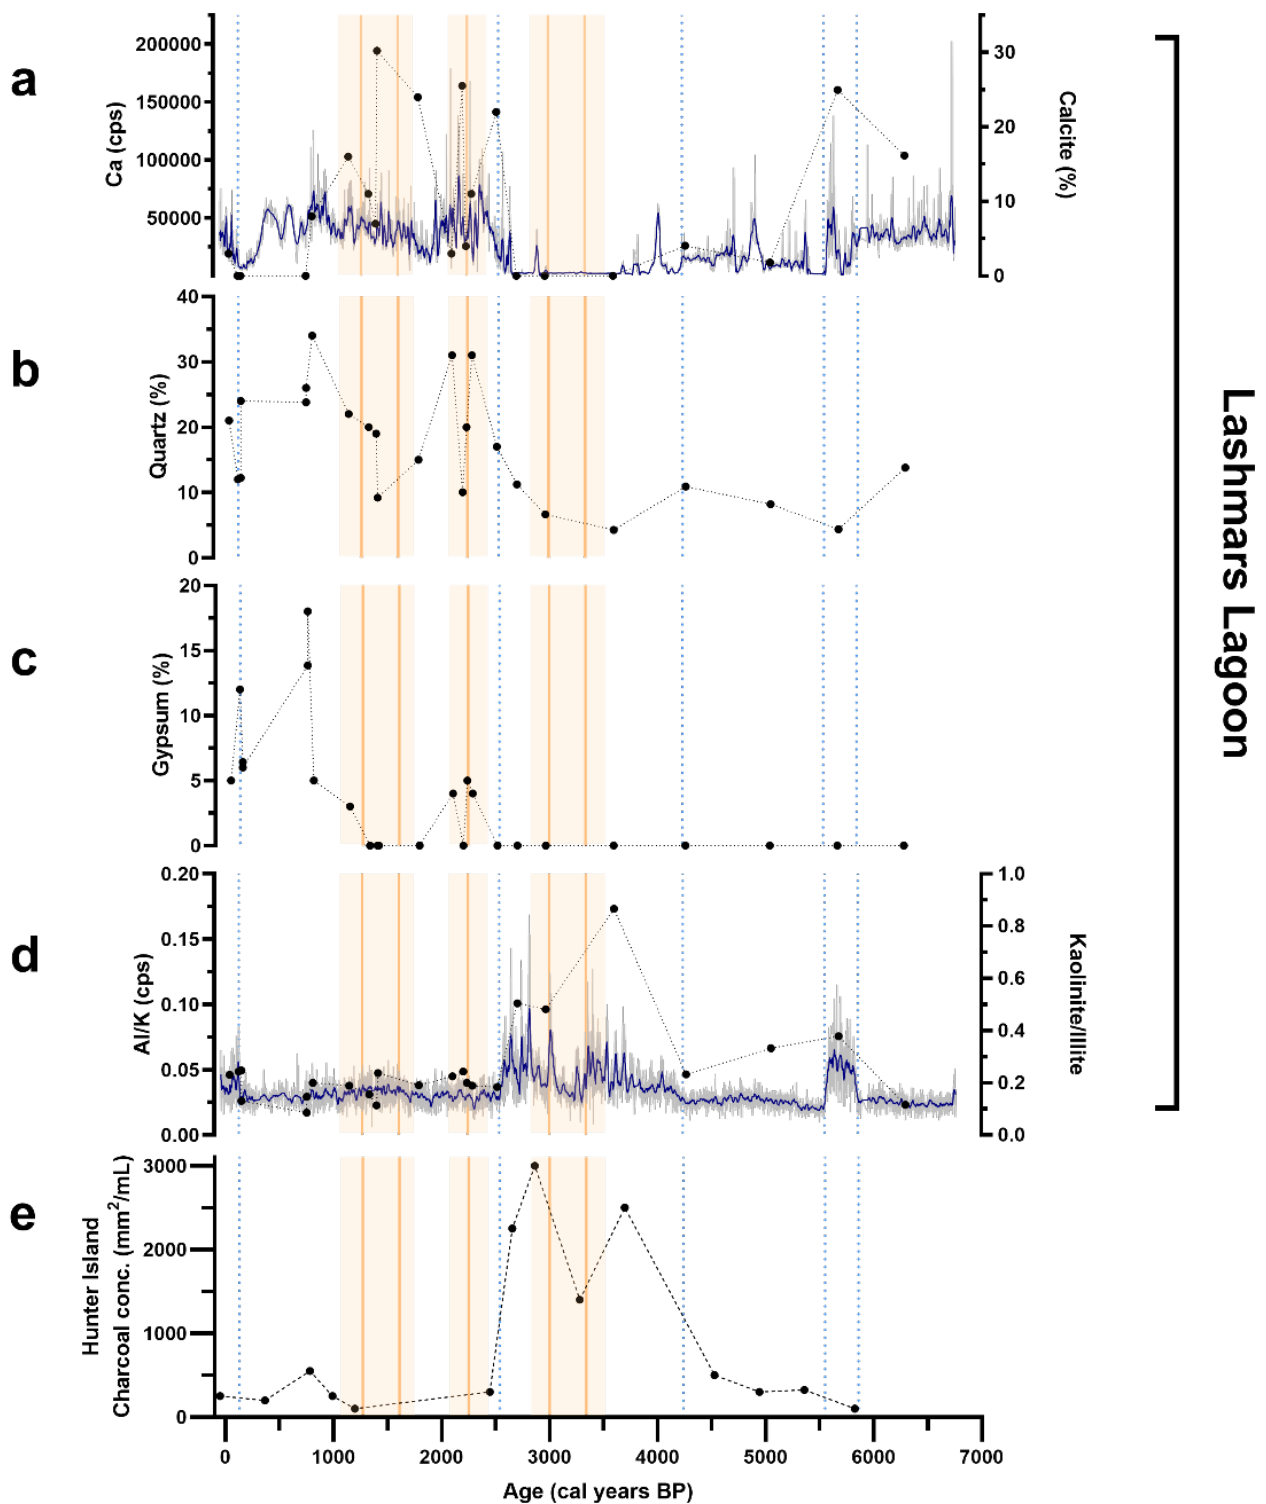 a
200000
150000
100000
50000
Ca (cps)
30
20
10
0
Calcite (%)
b
40
30
20
10
0
Quartz (%)
c
20
15
10
5
0
Gypsum (%)
d
0.20
0.15
0.10
0.05
0.00
Al/K (cps)
1.0
0.8
0.6
0.4
0.2
0.0
Kaolinite/Illite
e
3000
2000
1000
0
Hunter Island
Charcoal conc. (mm²/mL)
0 1000 2000 3000 4000 5000 6000 7000
Age (cal years BP)
Lashmars Lagoon